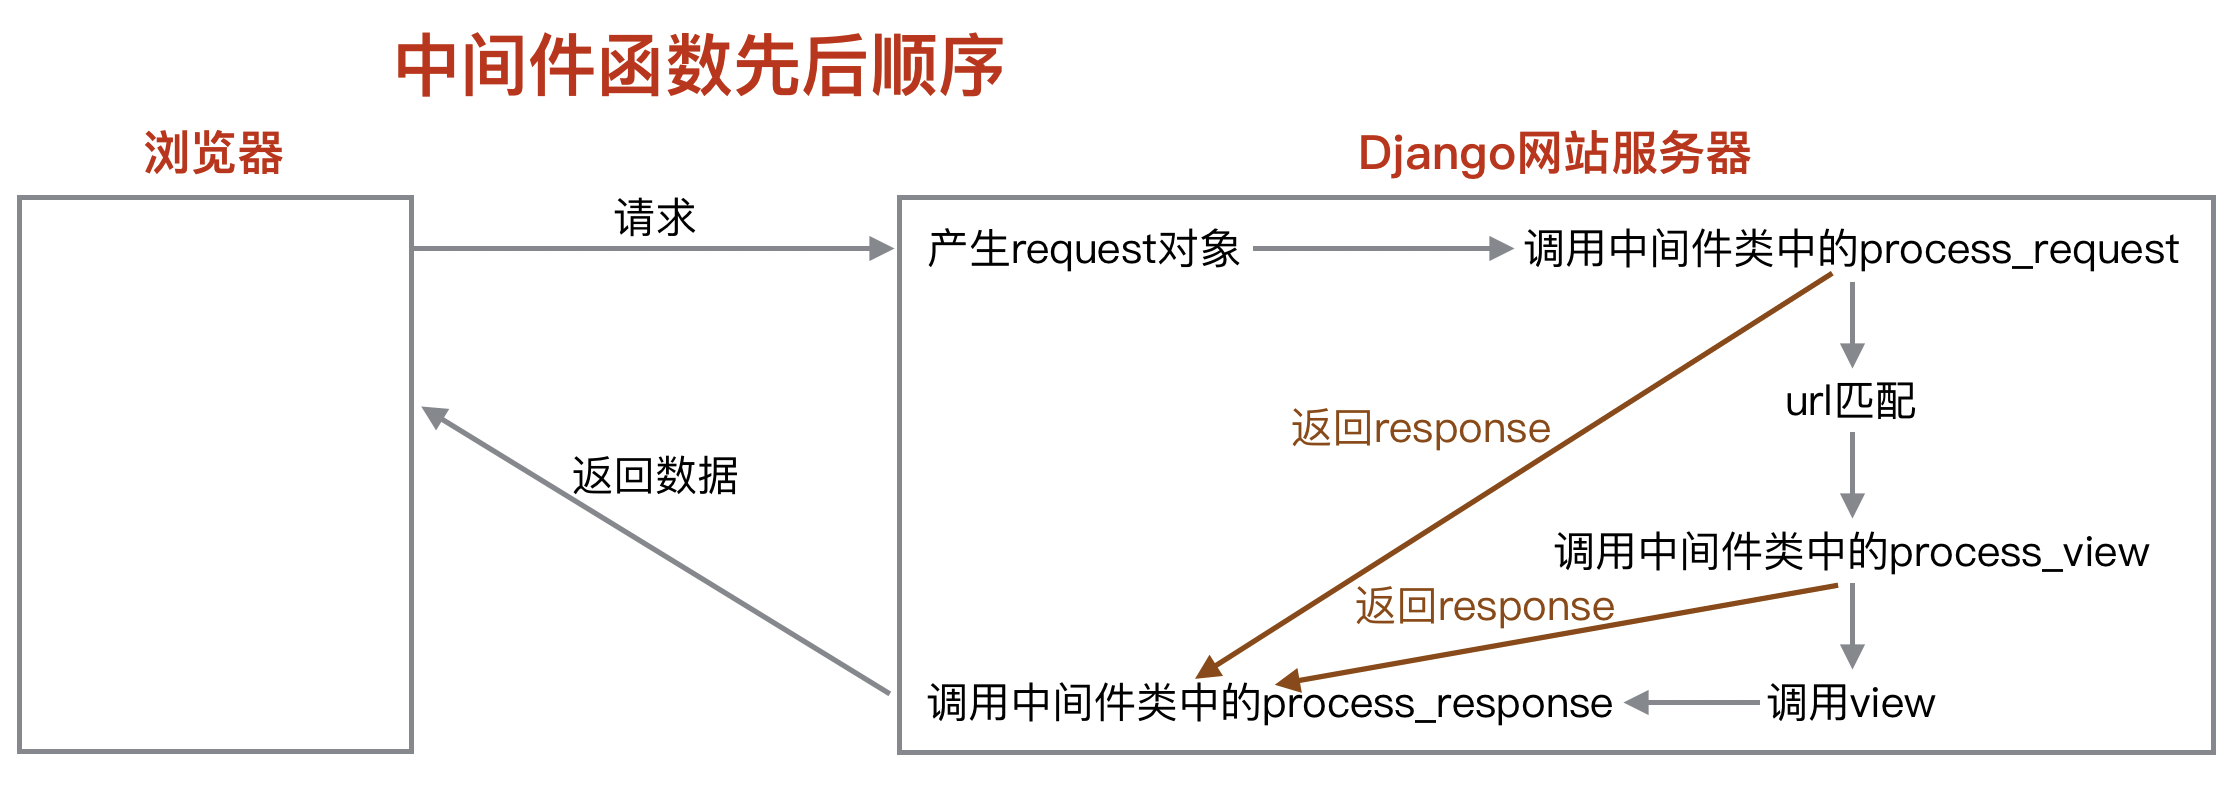 中间件函数先后顺序
浏览器
Django网站服务器
请求
产生request对象
调用中间件类中的process_request
url匹配
返回response
返回数据
调用中间件类中的process_view
返回response
调用中间件类中的process_response
调用view